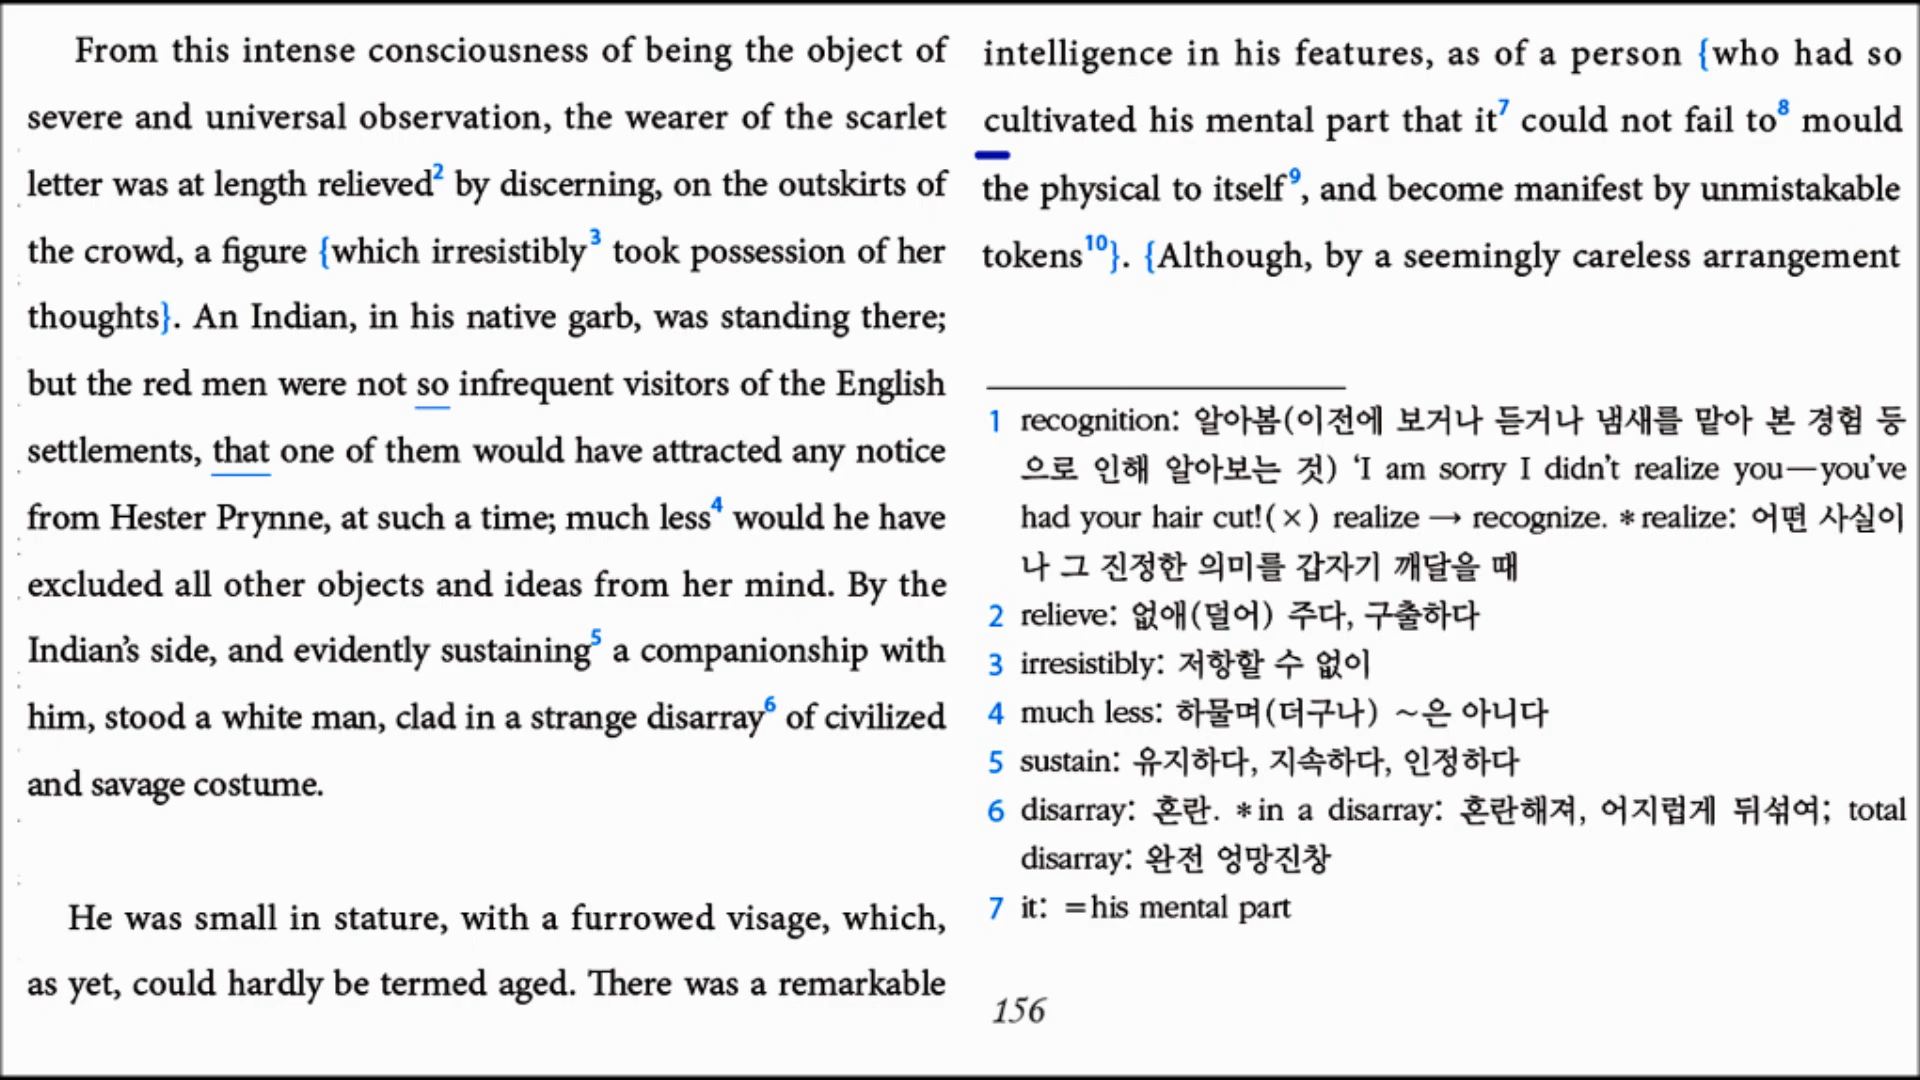 From this intense consciousness of being the object of
severe and universal observation, the wearer of the scarlet
letter was at length relieved2 by discerning, on the outskirts of
the crowd, a figure {which irresistibly3 took possession of her
thoughts}. An Indian, in his native garb, was standing there;
but the red men were not so infrequent visitors of the English
settlements, that one of them would have attracted any notice
from Hester Prynne, at such a time; much less4 would he have
excluded all other objects and ideas from her mind. By the
Indian's side, and evidently sustaining5 a companionship with
him, stood a white man, clad in a strange disarray6 of civilized
and savage costume.
He was small in stature, with a furrowed visage, which,
as yet, could hardly be termed aged. There was a remarkable
intelligence in his features, as of a person {who had so
cultivated his mental part that it7 could not fail to8 mould
the physical to itself9, and become manifest by unmistakable
tokens10}. {Although, by a seemingly careless arrangement
1 recognition: 알아봄(이전에 보거나 듣거나 냄새를 맡아 본 경험 등
으로 인해 알아보는 것) ‘I am sorry I didn't realize you—you've
had your hair cut!(×) realize → recognize. *realize: 어떤 사실이
나 그 진정한 의미를 갑자기 깨달을 때
2 relieve: 없애(덜어) 주다, 구출하다
3 irresistibly: 저항할 수 없이
4 much less: 하물며(더구나) ~은 아니다
5 sustain: 유지하다, 지속하다, 인정하다
6 disarray: 혼란. *in a disarray: 혼란해져, 어지럽게 뒤섞여; total
disarray: 완전 엉망진창
7 it: =his mental part
156